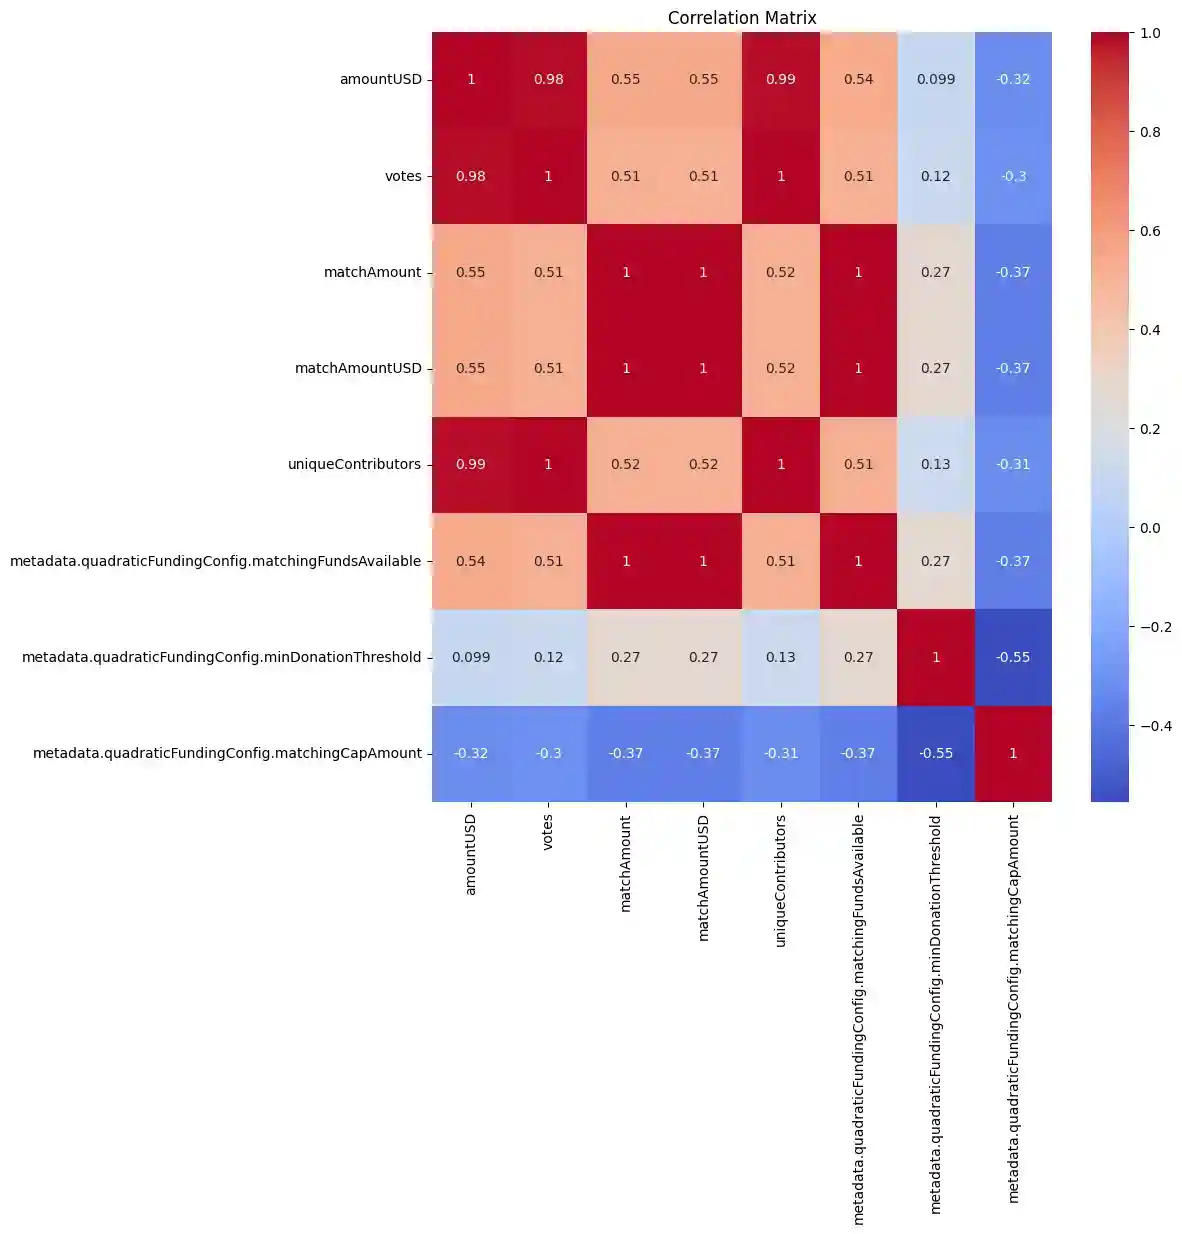 Correlation Matrix
amountUSD 1 0.98 0.55 0.55 0.99 0.54 0.099 -0.32
votes 0.98 1 0.51 0.51 1 0.51 0.12 -0.3
matchAmount 0.55 0.51 1 1 0.52 1 0.27 -0.37
matchAmountUSD 0.55 0.51 1 1 0.52 1 0.27 -0.37
uniqueContributors 0.99 1 0.52 0.52 1 0.51 0.13 -0.31
metadata.quadraticFundingConfig.matchingFundsAvailable 0.54 0.51 1 1 0.51 1 0.27 -0.37
metadata.quadraticFundingConfig.minDonationThreshold 0.099 0.12 0.27 0.27 0.13 0.27 1 -0.55
metadata.quadraticFundingConfig.matchingCapAmount -0.32 -0.3 -0.37 -0.37 -0.31 -0.37 -0.55 1
amountUSD
votes
matchAmount
matchAmountUSD
uniqueContributors
metadata.quadraticFundingConfig.matchingFundsAvailable
metadata.quadraticFundingConfig.minDonationThreshold
metadata.quadraticFundingConfig.matchingCapAmount
1.0
0.8
0.6
0.4
0.2
0.0
−0.2
−0.4